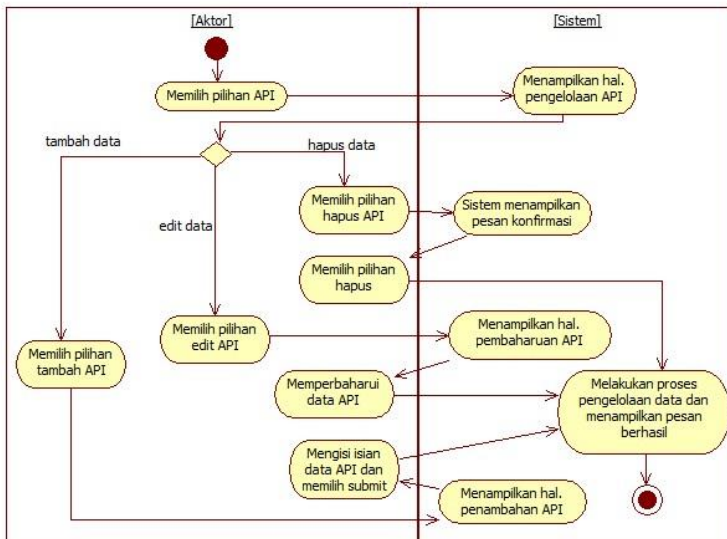 [Aktor]
[Sistem]
Memilih pilihan API
Menampilkan hal.
pengelolaan API
tambah data
hapus data
Memilih pilihan
hapus API
Sistem menampilkan
pesan konfirmasi
edit data
Memilih pilihan
hapus
Memilih pilihan
edit API
Menampilkan hal.
pembaharuan API
Memilih pilihan
tambah API
Memperbaharui
data API
Melakukan proses
pengelolaan data dan
menampilkan pesan
berhasil
Mengisi isian
data API dan
memilih submit
Menampilkan hal.
penambahan API